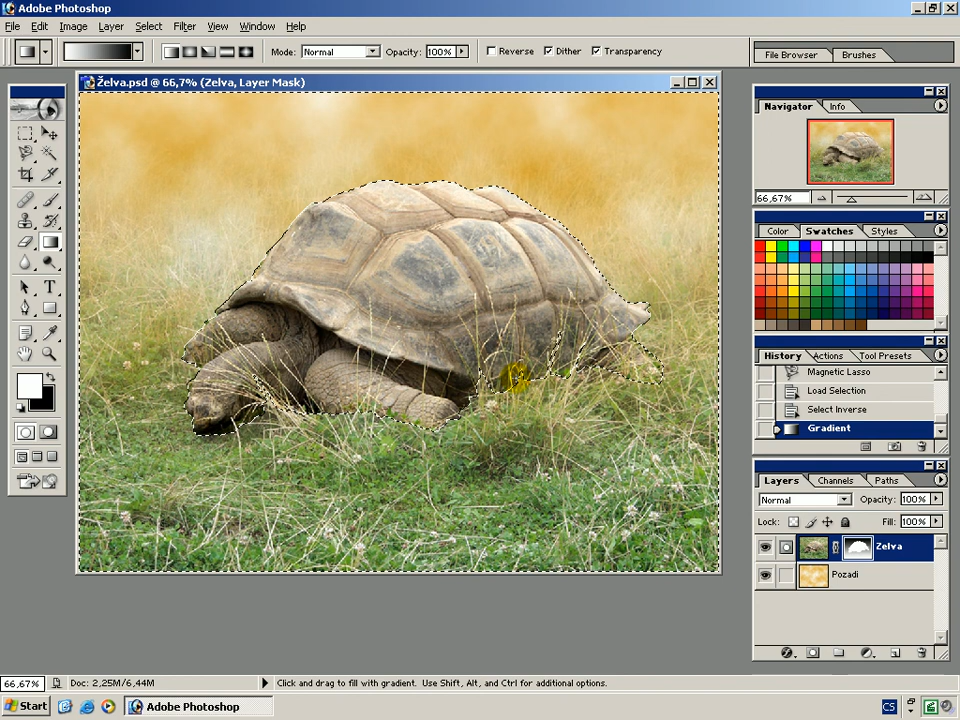 Adobe Photoshop
File Edit Image Layer Select Filter View Window Help
Mode: Normal Opacity: 100% Reverse Dither Transparency
File Browser Brushes
Želva.psd @ 66,7% (Zelva, Layer Mask)
Navigator Info
66,67%
Color Swatches Styles
History Actions Tool Presets
Magnetic Lasso
Load Selection
Select Inverse
Gradient
Layers Channels Paths
Normal Opacity: 100%
Lock: Fill: 100%
Zelva
Pozadi
66,67% Doc: 2,25M/6,44M Click and drag to fill with gradient. Use Shift, Alt, and Ctrl for additional options.
Start Adobe Photoshop CS